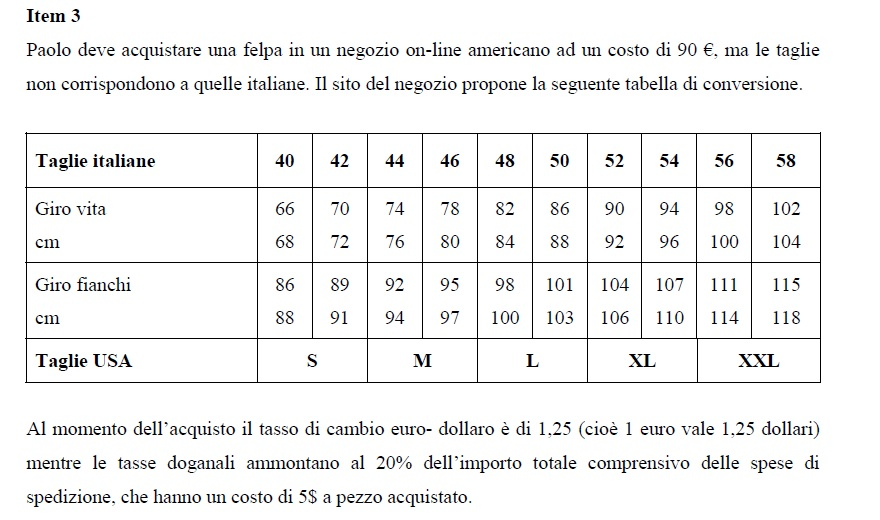 Item 3
Paolo deve acquistare una felpa in un negozio on-line americano ad un costo di 90 €, ma le taglie
non corrispondono a quelle italiane. Il sito del negozio propone la seguente tabella di conversione.
Taglie italiane 40 42 44 46 48 50 52 54 56 58
Giro vita 66 70 74 78 82 86 90 94 98 102
cm 68 72 76 80 84 88 92 96 100 104
Giro fianchi 86 89 92 95 98 101 104 107 111 115
cm 88 91 94 97 100 103 106 110 114 118
Taglie USA S M L XL XXL
Al momento dell’acquisto il tasso di cambio euro- dollaro è di 1,25 (cioè 1 euro vale 1,25 dollari)
mentre le tasse doganali ammontano al 20% dell’importo totale comprensivo delle spese di
spedizione, che hanno un costo di 5$ a pezzo acquistato.